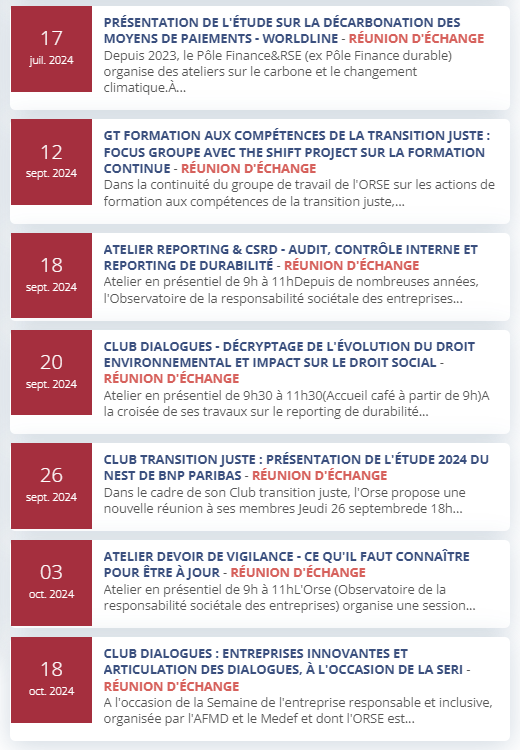 17
juil. 2024
PRÉSENTATION DE L'ÉTUDE SUR LA DÉCARBONATION DES
MOYENS DE PAIEMENTS - WORLDLINE - RÉUNION D'ÉCHANGE
Depuis 2023, le Pôle Finance&RSE (ex Pôle Finance durable)
organise des ateliers sur le carbone et le changement
climatique.À...
12
sept. 2024
GT FORMATION AUX COMPÉTENCES DE LA TRANSITION JUSTE :
FOCUS GROUPE AVEC THE SHIFT PROJECT SUR LA FORMATION
CONTINUE - RÉUNION D'ÉCHANGE
Dans la continuité du groupe de travail de l'ORSE sur les actions de
formation aux compétences de la transition juste,...
18
sept. 2024
ATELIER REPORTING & CSRD - AUDIT, CONTRÔLE INTERNE ET
REPORTING DE DURABILITÉ - RÉUNION D'ÉCHANGE
Atelier en présentiel de 9h à 11hDepuis de nombreuses années,
l'Observatoire de la responsabilité sociétale des entreprises...
20
sept. 2024
CLUB DIALOGUES - DÉCRYPTAGE DE L'ÉVOLUTION DU DROIT
ENVIRONNEMENTAL ET IMPACT SUR LE DROIT SOCIAL -
RÉUNION D'ÉCHANGE
Atelier en présentiel de 9h30 à 11h30(Accueil café à partir de 9h)A
la croisée de ses travaux sur le reporting de durabilité...
26
sept. 2024
CLUB TRANSITION JUSTE : PRÉSENTATION DE L'ÉTUDE 2024 DU
NEST DE BNP PARIBAS - RÉUNION D'ÉCHANGE
Dans le cadre de son Club transition juste, l'Orse propose une
nouvelle réunion à ses membres Jeudi 26 septembrede 18h...
03
oct. 2024
ATELIER DEVOIR DE VIGILANCE - CE QU'IL FAUT CONNAÎTRE
POUR ÊTRE À JOUR - RÉUNION D'ÉCHANGE
Atelier en présentiel de 9h à 11hL'Orse (Observatoire de la
responsabilité sociétale des entreprises) organise une session...
18
oct. 2024
CLUB DIALOGUES : ENTREPRISES INNOVANTES ET
ARTICULATION DES DIALOGUES, À L'OCCASION DE LA SERI -
RÉUNION D'ÉCHANGE
A l'occasion de la Semaine de l'entreprise responsable et inclusive,
organisée par l'AFMD et le Medef et dont l'ORSE est...